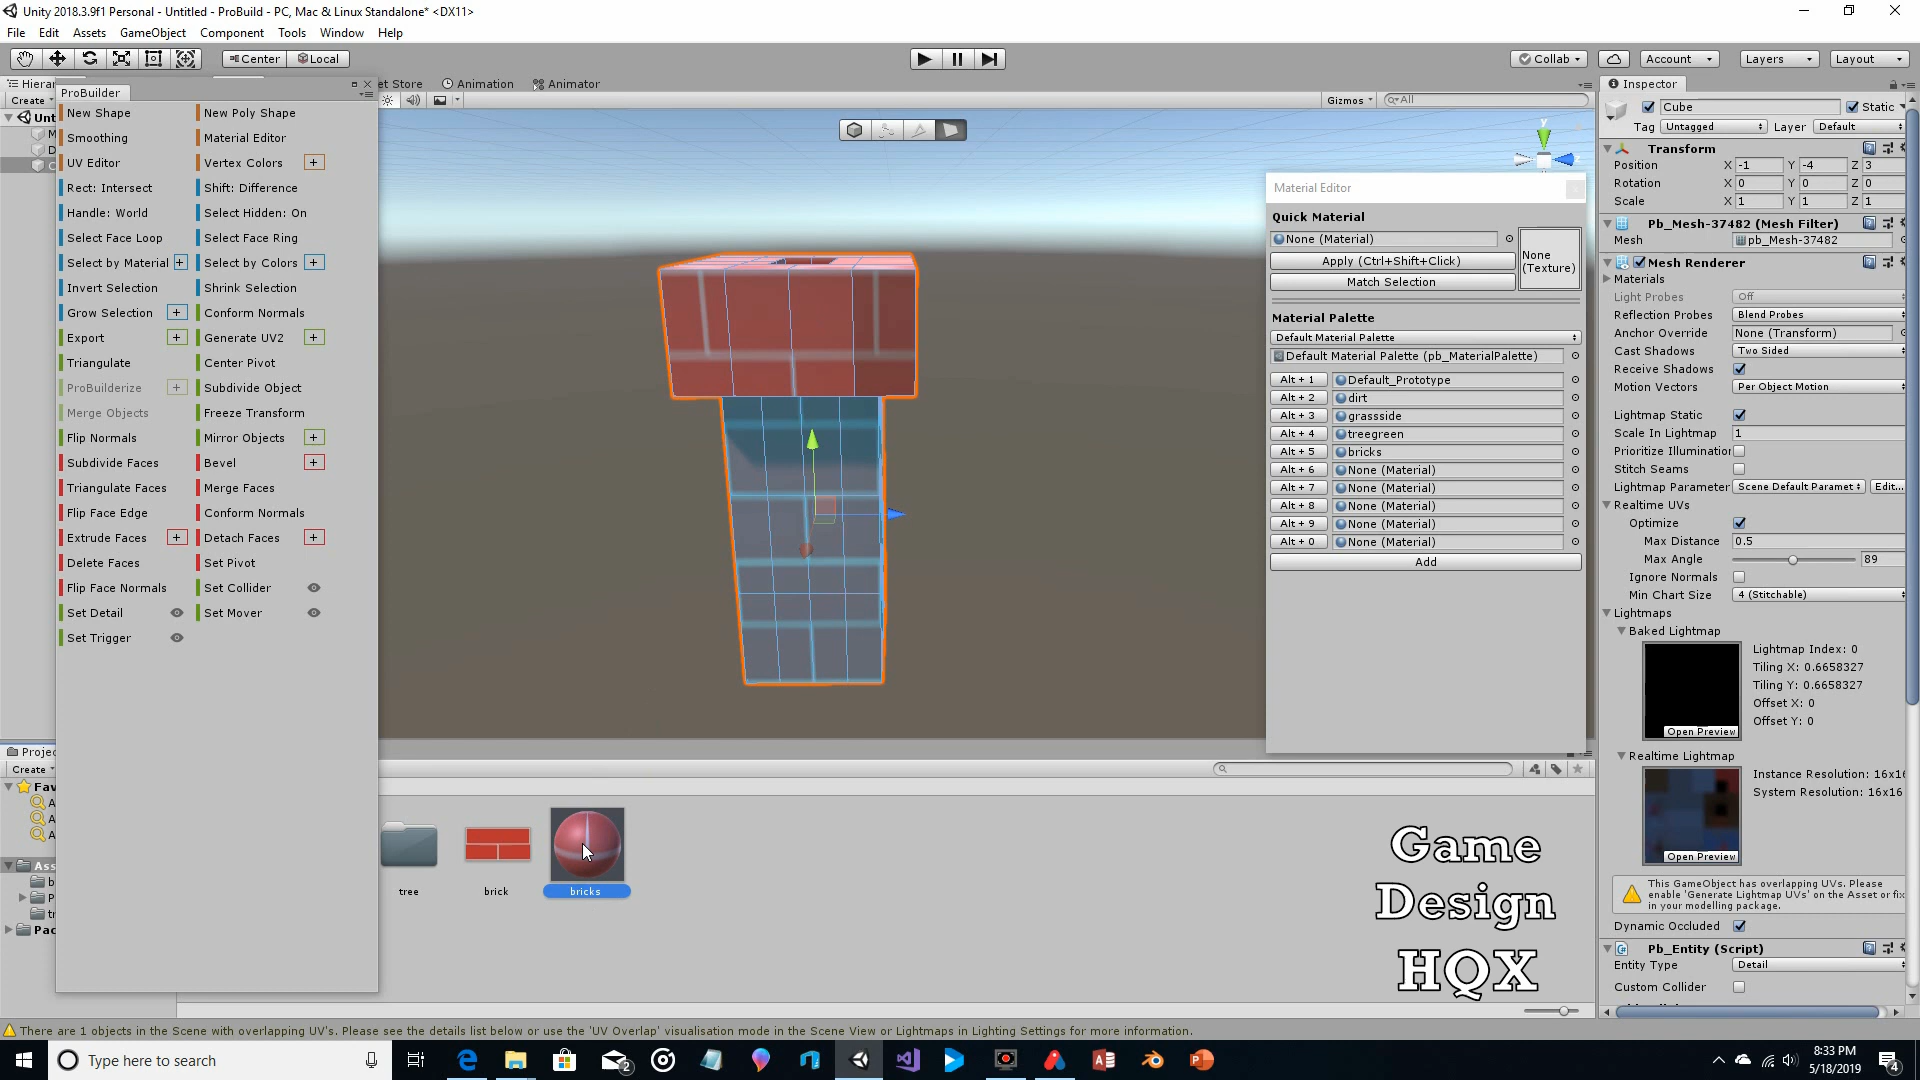 Unity 2018.3.9f1 Personal - Untitled - ProBuild - PC, Mac & Linux Standalone* <DX11>
File Edit Assets GameObject Component Tools Window Help
Center Local Collab Account Layers Layout
Hierar et Store Animation Animator Inspector
Create Gizmos All
ProBuilder
New Shape New Poly Shape
Smoothing Material Editor
UV Editor Vertex Colors +
Rect: Intersect Shift: Difference
Handle: World Select Hidden: On
Select Face Loop Select Face Ring
Select by Material + Select by Colors +
Invert Selection Shrink Selection
Grow Selection + Conform Normals
Export + Generate UV2 +
Triangulate Center Pivot
ProBuilderize + Subdivide Object
Merge Objects Freeze Transform
Flip Normals Mirror Objects +
Subdivide Faces Bevel +
Triangulate Faces Merge Faces
Flip Face Edge Conform Normals
Extrude Faces + Detach Faces +
Delete Faces Set Pivot
Flip Face Normals Set Collider
Set Detail Set Mover
Set Trigger
Unt
M
D
C
y
Material Editor
Quick Material
None (Material)
Apply (Ctrl+Shift+Click)
Match Selection
None
(Texture)
Material Palette
Default Material Palette
Default Material Palette (pb_MaterialPalette)
Alt + 1 Default_Prototype
Alt + 2 dirt
Alt + 3 grassside
Alt + 4 treegreen
Alt + 5 bricks
Alt + 6 None (Material)
Alt + 7 None (Material)
Alt + 8 None (Material)
Alt + 9 None (Material)
Alt + 0 None (Material)
Add
Cube Static
Tag Untagged Layer Default
Transform
Position X -1 Y -4 Z 3
Rotation X 0 Y 0 Z 0
Scale X 1 Y 1 Z 1
Pb_Mesh-37482 (Mesh Filter)
Mesh pb_Mesh-37482
Mesh Renderer
Materials
Light Probes Off
Reflection Probes Blend Probes
Anchor Override None (Transform)
Cast Shadows Two Sided
Receive Shadows
Motion Vectors Per Object Motion
Lightmap Static
Scale In Lightmap 1
Prioritize Illumination
Stitch Seams
Lightmap Parameter Scene Default Paramet Edit...
Realtime UVs
Optimize
Max Distance 0.5
Max Angle 89
Ignore Normals
Min Chart Size 4 (Stitchable)
Lightmaps
Baked Lightmap
Lightmap Index: 0
Tiling X: 0.6658327
Tiling Y: 0.6658327
Offset X: 0
Offset Y: 0
Open Preview
Realtime Lightmap
Instance Resolution: 16x16
System Resolution: 16x16
Open Preview
This GameObject has overlapping UVs. Please
enable 'Generate Lightmap UVs' on the Asset or fix
in your modelling package.
Dynamic Occluded
Pb_Entity (Script)
Entity Type Detail
Custom Collider
Projec
Create
Fav
A
A
A
Ass
b
P
tr
Pac
tree brick bricks
Game
Design
HQX
There are 1 objects in the Scene with overlapping UV's. Please see the details list below or use the 'UV Overlap' visualisation mode in the Scene View or Lightmaps in Lighting Settings for more information.
Type here to search
2
8:33 PM
5/18/2019
4